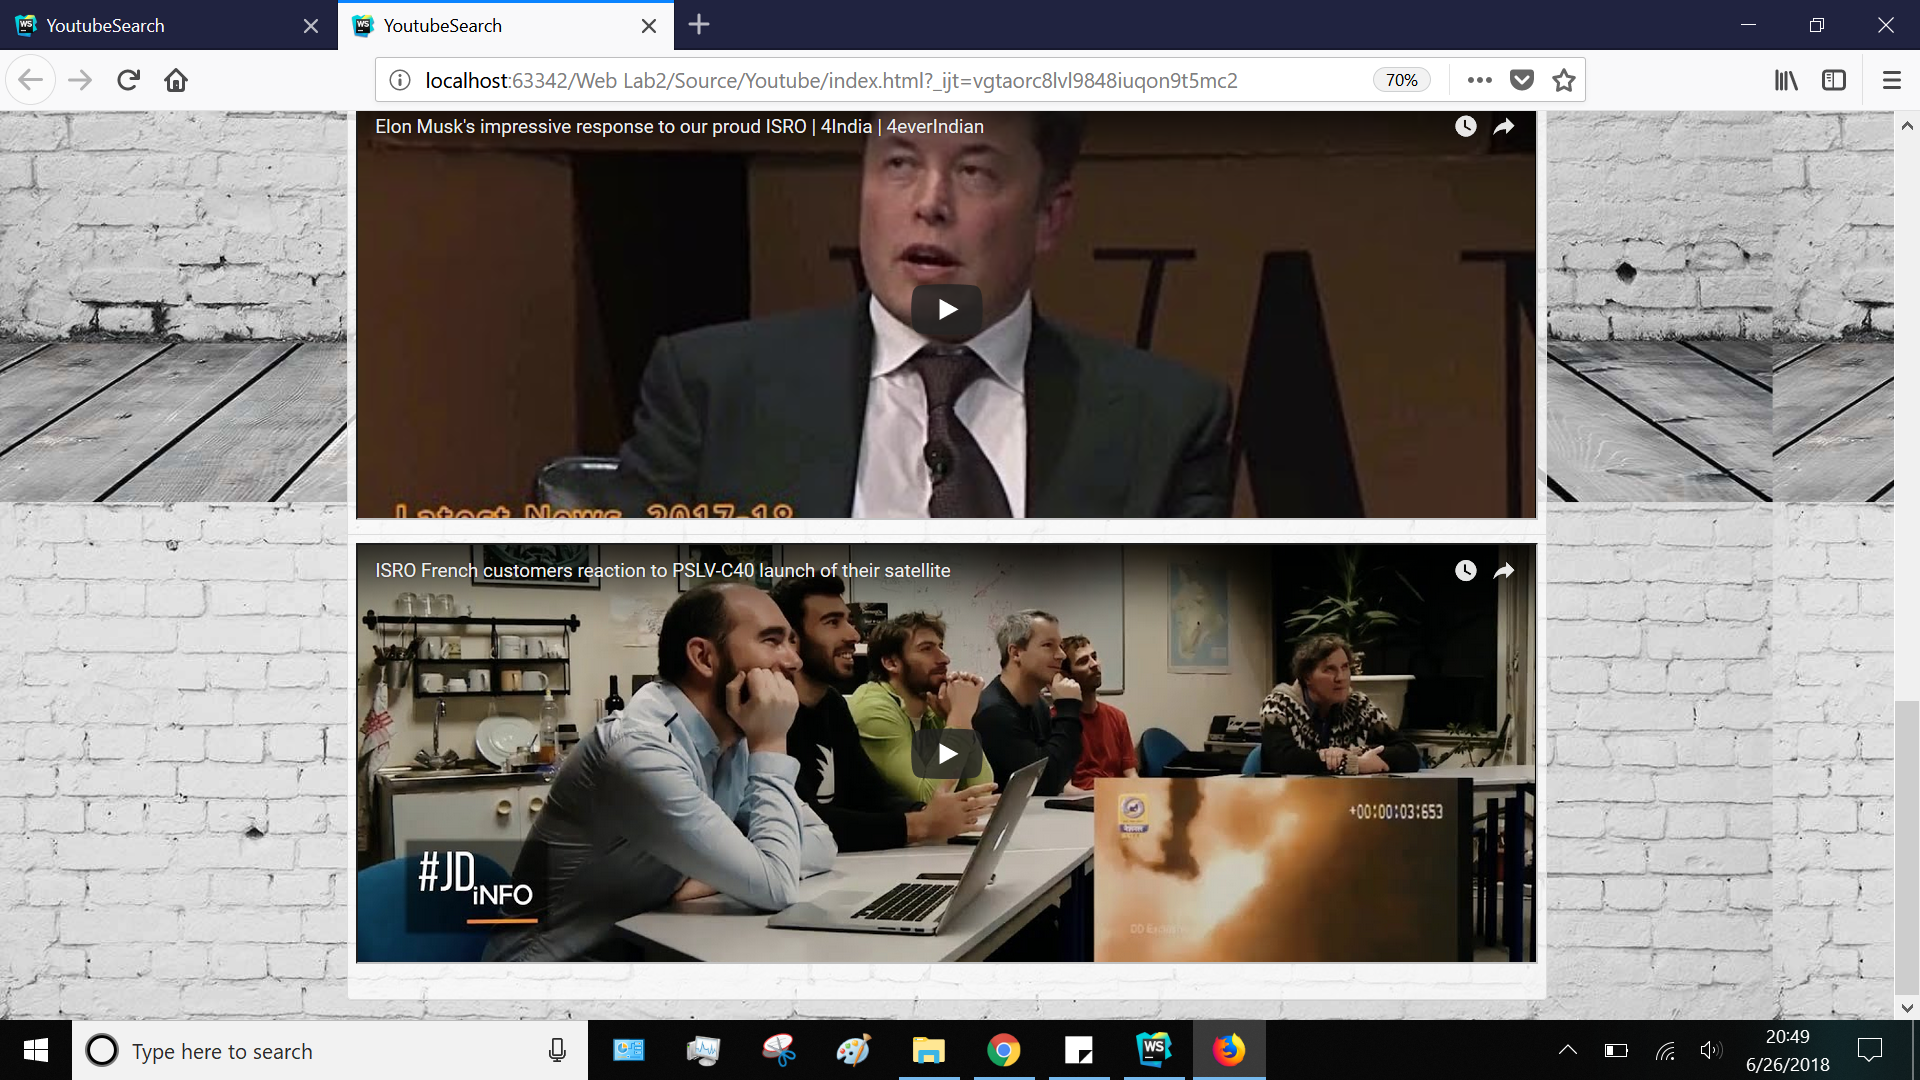 YoutubeSearch
YoutubeSearch
localhost:63342/Web Lab2/Source/Youtube/index.html?_ijt=vgtaorc8lvl9848iuqon9t5mc2
70%
Elon Musk's impressive response to our proud ISRO | 4India | 4everIndian
Latest News 2017-18
ISRO French customers reaction to PSLV-C40 launch of their satellite
+00:00:03:653
#JD
iNFO
Type here to search
WS
20:49
6/26/2018